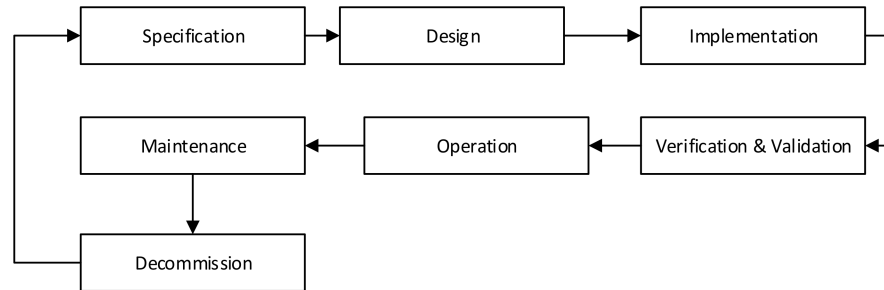 Specification
Design
Implementation
Maintenance
Operation
Verification & Validation
Decommission